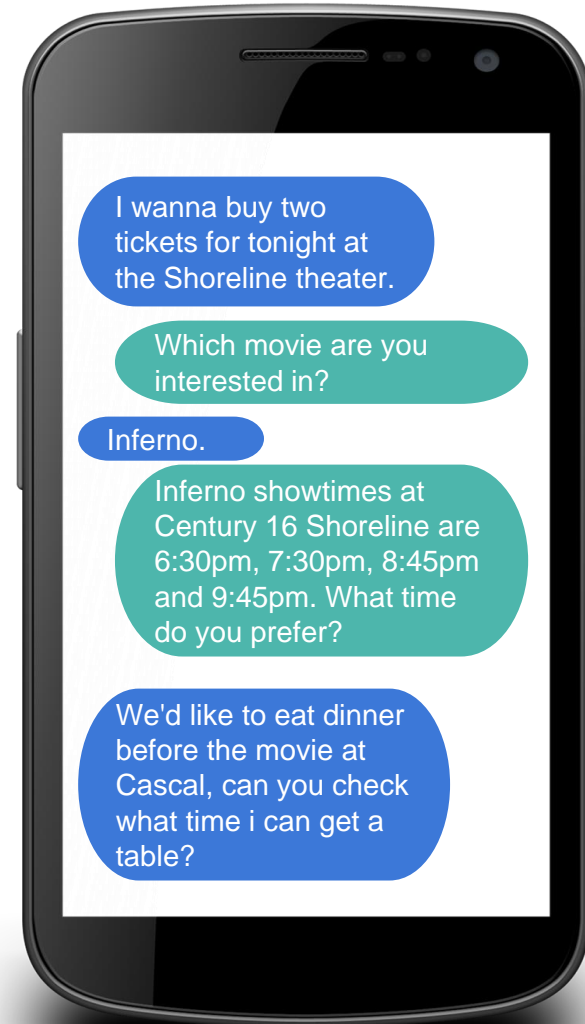 I wanna buy two
tickets for tonight at
the Shoreline theater.
Which movie are you
interested in?
Inferno.
Inferno showtimes at
Century 16 Shoreline are
6:30pm, 7:30pm, 8:45pm
and 9:45pm. What time
do you prefer?
We'd like to eat dinner
before the movie at
Cascal, can you check
what time i can get a
table?